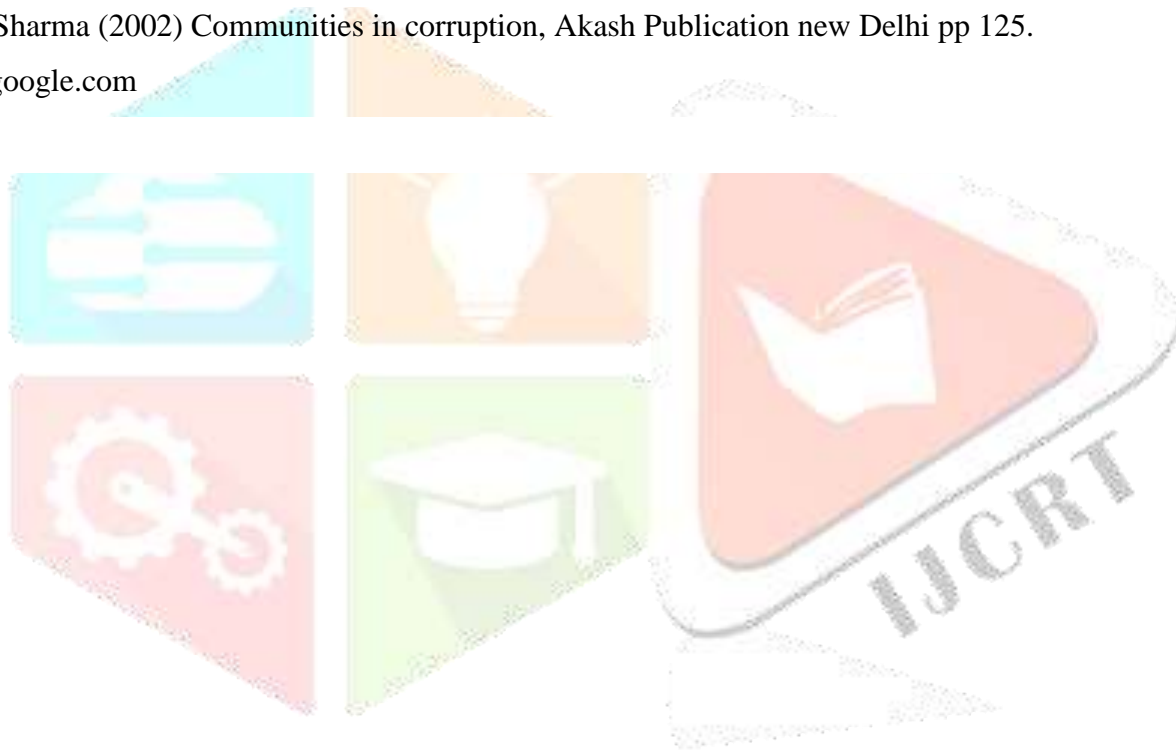 Sharma (2002) Communities in corruption, Akash Publication new Delhi pp 125.
google.com
IJCRT